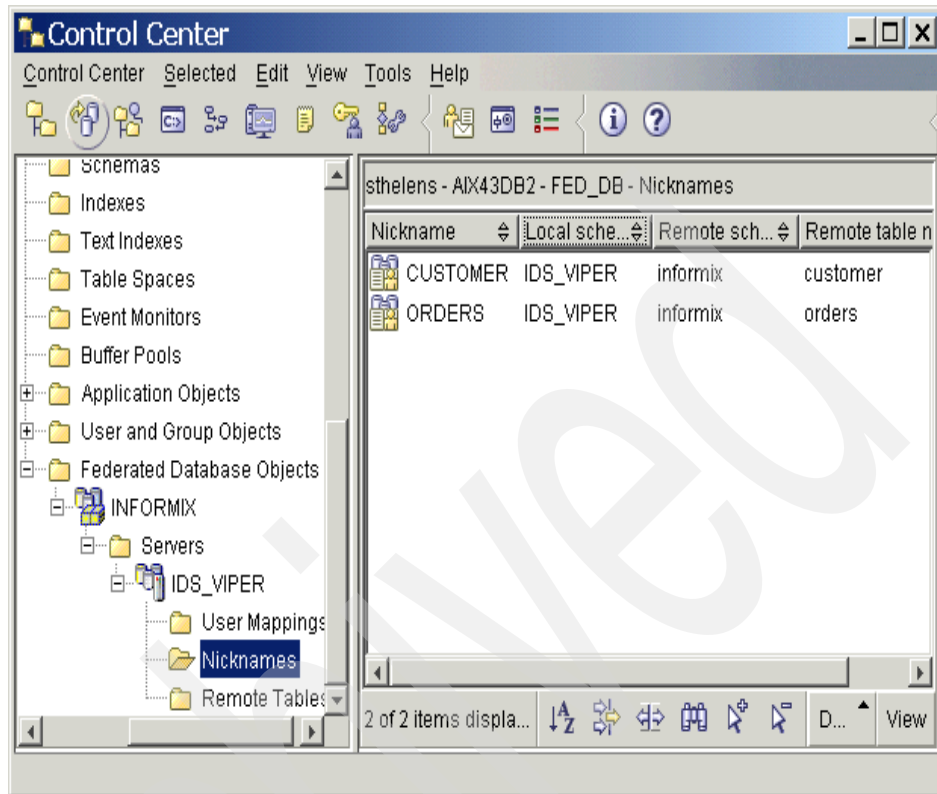 Control Center
Control Center Selected Edit View Tools Help
Schemas
Indexes
Text Indexes
Table Spaces
Event Monitors
Buffer Pools
Application Objects
User and Group Objects
Federated Database Objects
INFORMIX
Servers
IDS_VIPER
User Mappings
Nicknames
Remote Tables
sthelens - AIX43DB2 - FED_DB - Nicknames
Nickname Local sche... Remote sch... Remote table n
CUSTOMER IDS_VIPER informix customer
ORDERS IDS_VIPER informix orders
2 of 2 items displa... D... View